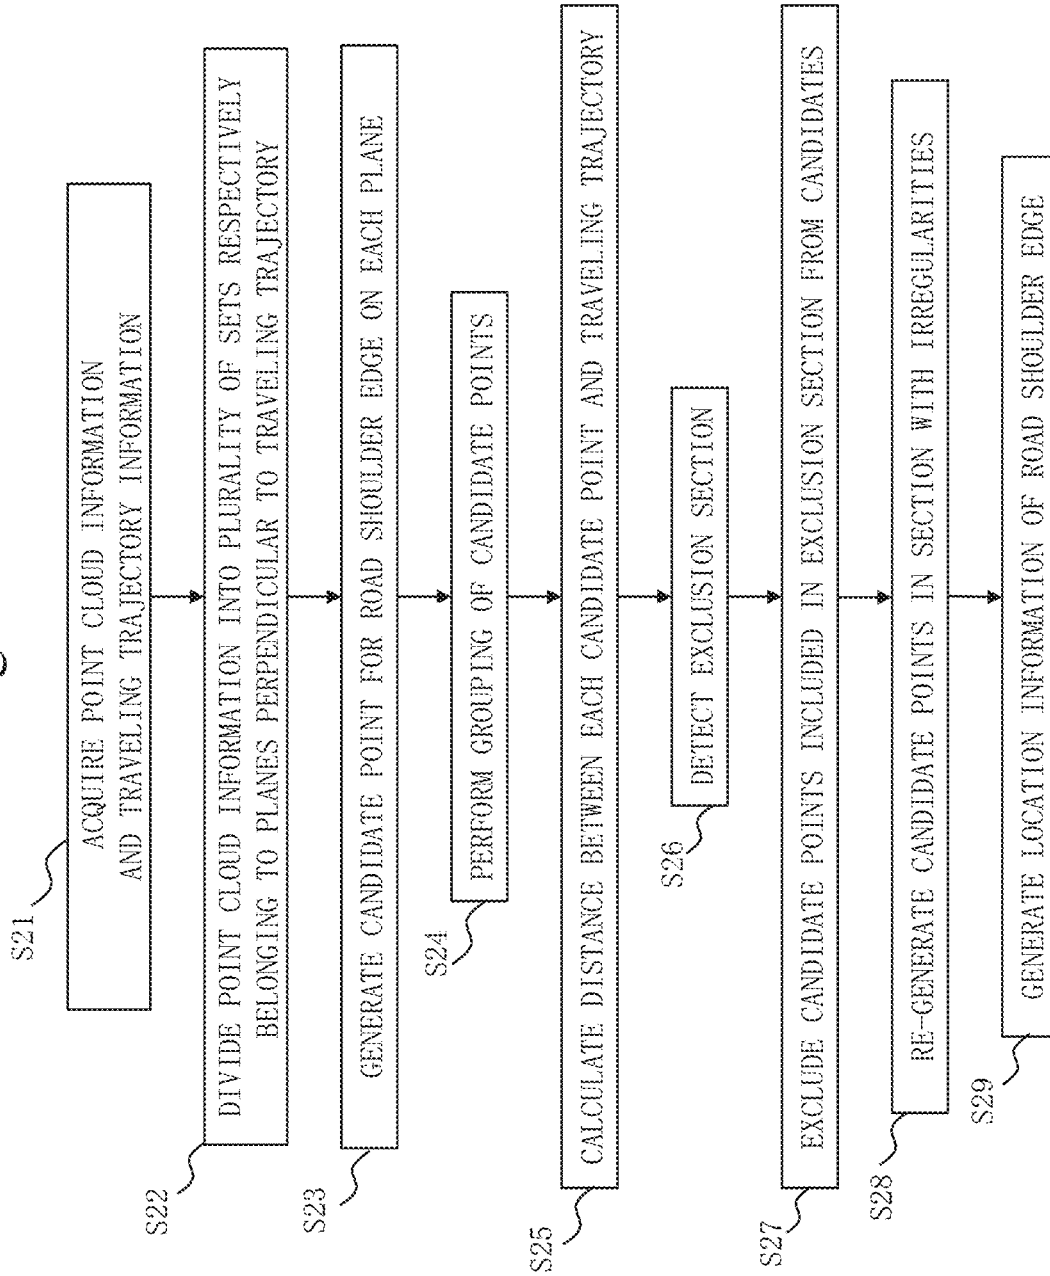 S21
ACQUIRE POINT CLOUD INFORMATION
AND TRAVELING TRAJECTORY INFORMATION
S22
DIVIDE POINT CLOUD INFORMATION INTO PLURALITY OF SETS RESPECTIVELY
BELONGING TO PLANES PERPENDICULAR TO TRAVELING TRAJECTORY
S23
GENERATE CANDIDATE POINT FOR ROAD SHOULDER EDGE ON EACH PLANE
S24
PERFORM GROUPING OF CANDIDATE POINTS
S25
CALCULATE DISTANCE BETWEEN EACH CANDIDATE POINT AND TRAVELING TRAJECTORY
S26
DETECT EXCLUSION SECTION
S27
EXCLUDE CANDIDATE POINTS INCLUDED IN EXCLUSION SECTION FROM CANDIDATES
S28
RE-GENERATE CANDIDATE POINTS IN SECTION WITH IRREGULARITIES
S29
GENERATE LOCATION INFORMATION OF ROAD SHOULDER EDGE